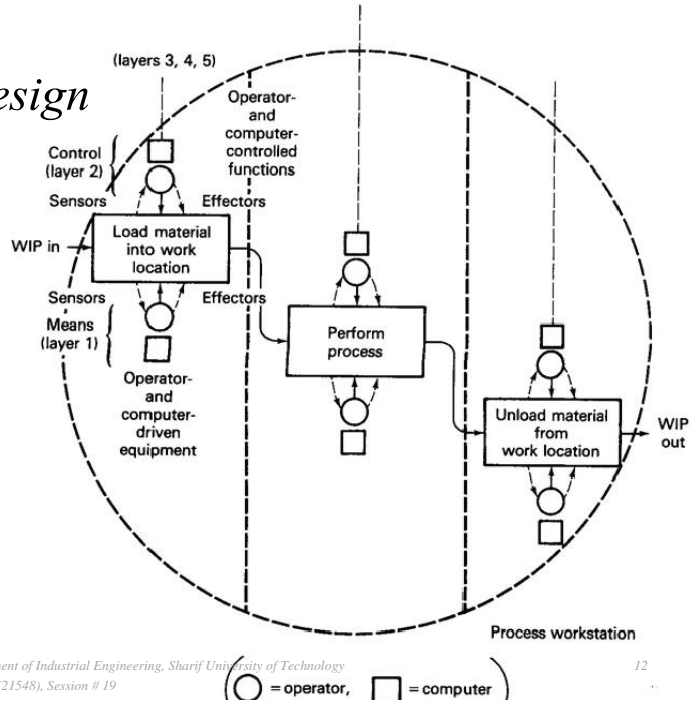 esign
(layers 3, 4, 5)
Operator-
and
computer-
controlled
functions
Control
(layer 2)
Sensors
Effectors
WIP in
Load material
into work
location
Sensors
Effectors
Means
(layer 1)
Operator-
and
computer-
driven
equipment
Perform
process
Unload material
from
work location
WIP
out
Process workstation
ment of Industrial Engineering, Sharif University of Technology
12
(21548), Session # 19
= operator,
= computer